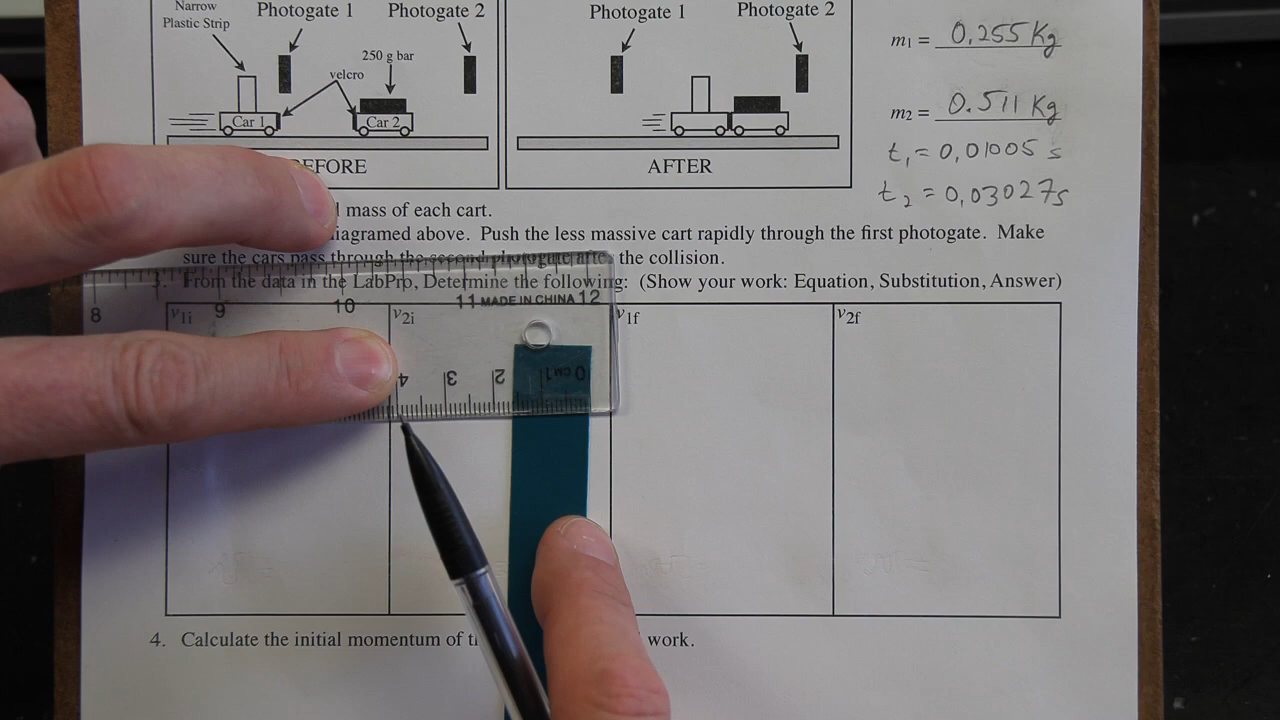 Narrow
Plastic Strip
Photogate 1
Photogate 2
250 g bar
velcro
Car 1
Car 2
EFORE
Photogate 1
Photogate 2
AFTER
m1 = 0.255 Kg
m2 = 0.511 Kg
t1 = 0,01005 s
t2 = 0,03027s
mass of each cart.
iagramed above. Push the less massive cart rapidly through the first photogate. Make
sure the cars pass through the second photogate after the collision.
3. From the data in the LabPro, Determine the following: (Show your work: Equation, Substitution, Answer)
8 9 10 11 MADE IN CHINA 12
v1i v2i v1f v2f
4 3 2 1 CM 0
4. Calculate the initial momentum of t
work.